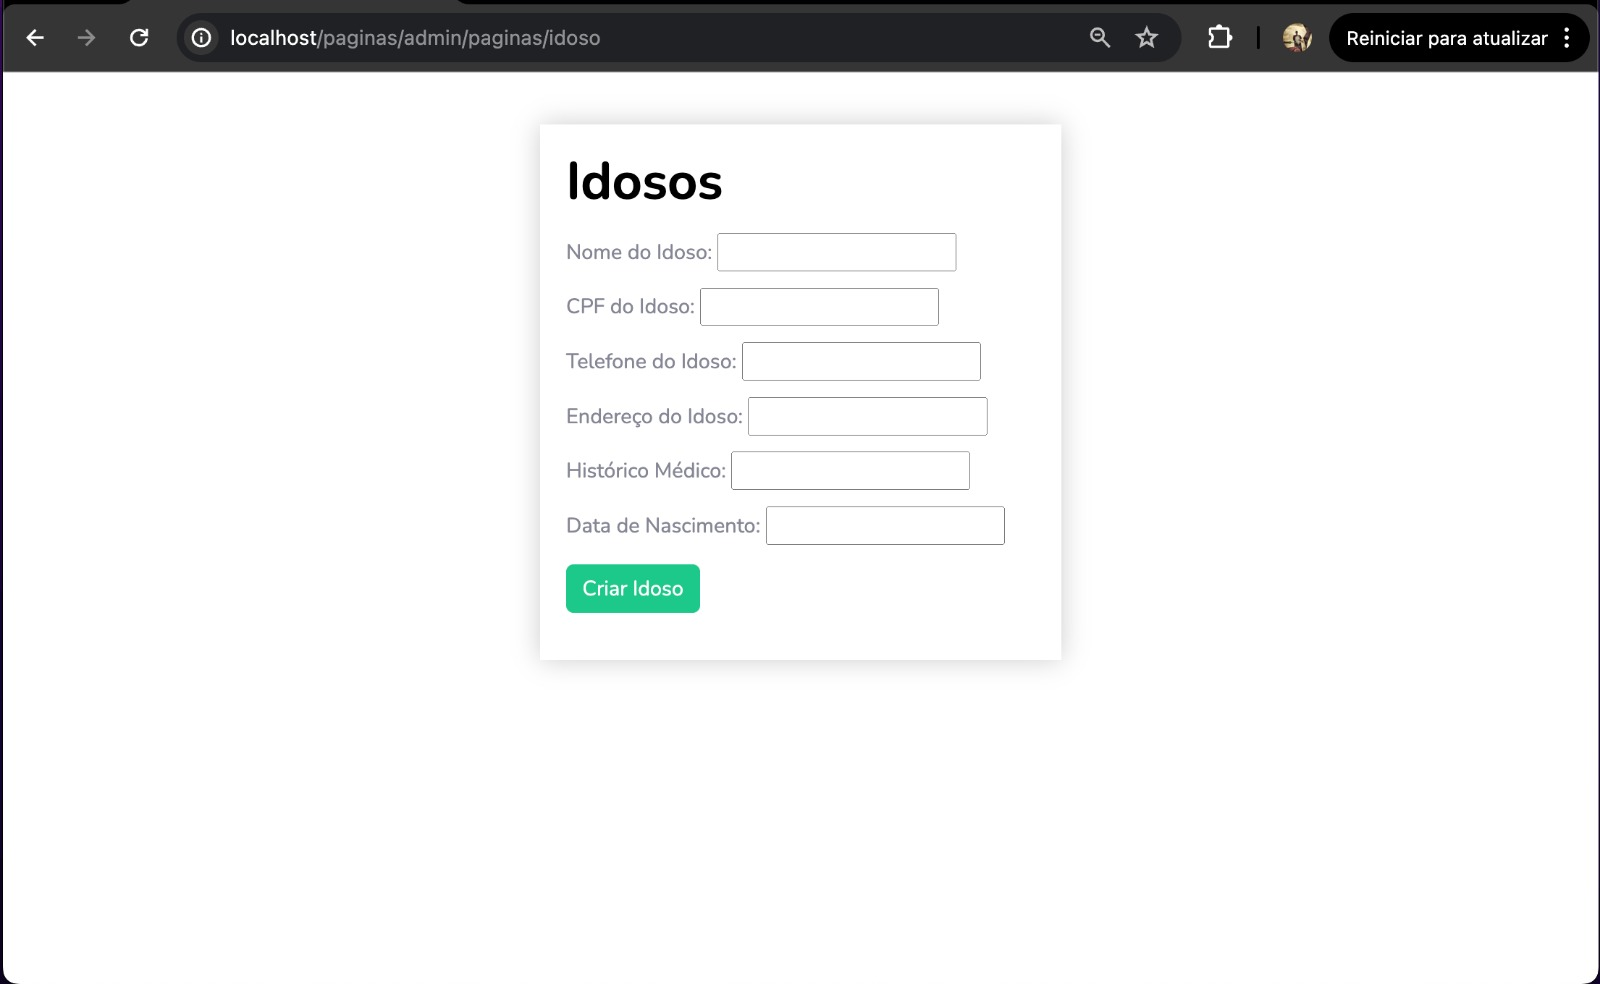 localhost/paginas/admin/paginas/idoso
Reiniciar para atualizar
Idosos
Nome do Idoso:
CPF do Idoso:
Telefone do Idoso:
Endereço do Idoso:
Histórico Médico:
Data de Nascimento:
Criar Idoso